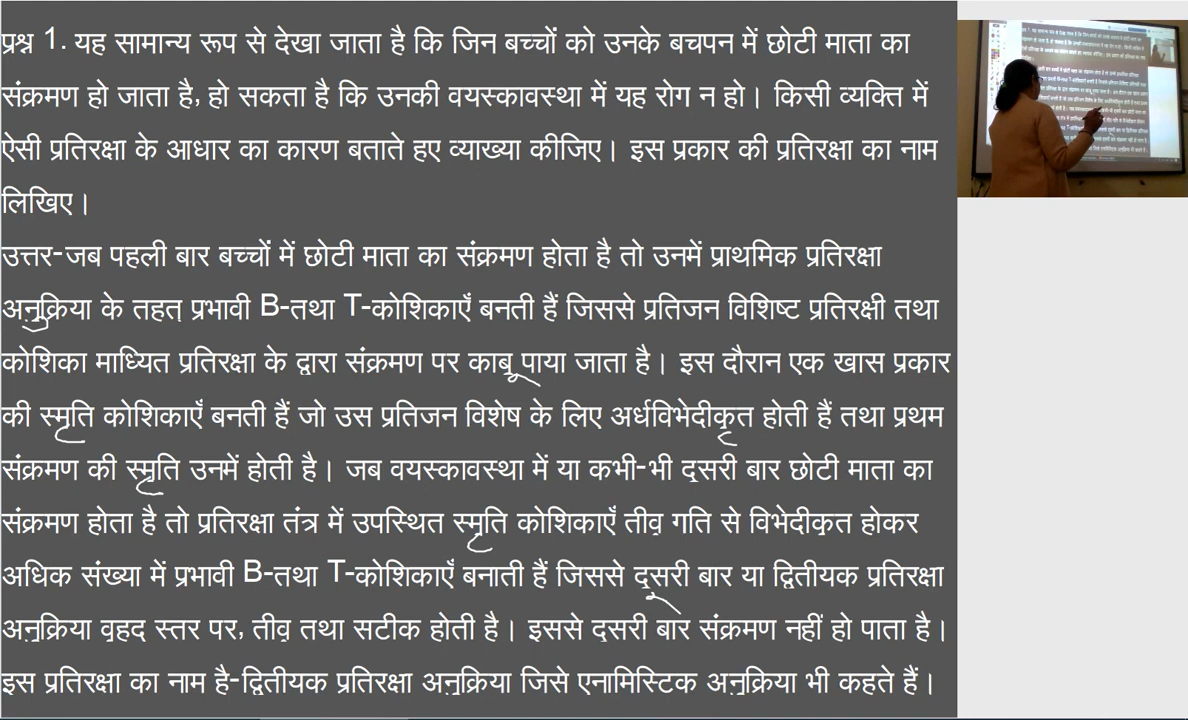 प्रश्न 1. यह सामान्य रूप से देखा जाता है कि जिन बच्चों को उनके बचपन में छोटी माता का
संक्रमण हो जाता है, हो सकता है कि उनकी वयस्कावस्था में यह रोग न हो। किसी व्यक्ति में
ऐसी प्रतिरक्षा के आधार का कारण बताते हए व्याख्या कीजिए। इस प्रकार की प्रतिरक्षा का नाम
लिखिए।
उत्तर-जब पहली बार बच्चों में छोटी माता का संक्रमण होता है तो उनमें प्राथमिक प्रतिरक्षा
अनुक्रिया के तहत प्रभावी B-तथा T-कोशिकाएँ बनती हैं जिससे प्रतिजन विशिष्ट प्रतिरक्षी तथा
कोशिका माध्यित प्रतिरक्षा के द्वारा संक्रमण पर काबू पाया जाता है। इस दौरान एक खास प्रकार
की स्मृति कोशिकाएँ बनती हैं जो उस प्रतिजन विशेष के लिए अर्धविभेदीकृत होती हैं तथा प्रथम
संक्रमण की स्मृति उनमें होती है। जब वयस्कावस्था में या कभी-भी दूसरी बार छोटी माता का
संक्रमण होता है तो प्रतिरक्षा तंत्र में उपस्थित स्मृति कोशिकाएँ तीव्र गति से विभेदीकृत होकर
अधिक संख्या में प्रभावी B-तथा T-कोशिकाएँ बनाती हैं जिससे दूसरी बार या द्वितीयक प्रतिरक्षा
अनुक्रिया वृहद स्तर पर, तीव्र तथा सटीक होती है। इससे दूसरी बार संक्रमण नहीं हो पाता है।
इस प्रतिरक्षा का नाम है-द्वितीयक प्रतिरक्षा अनुक्रिया जिसे एनामिस्टिक अनुक्रिया भी कहते हैं।